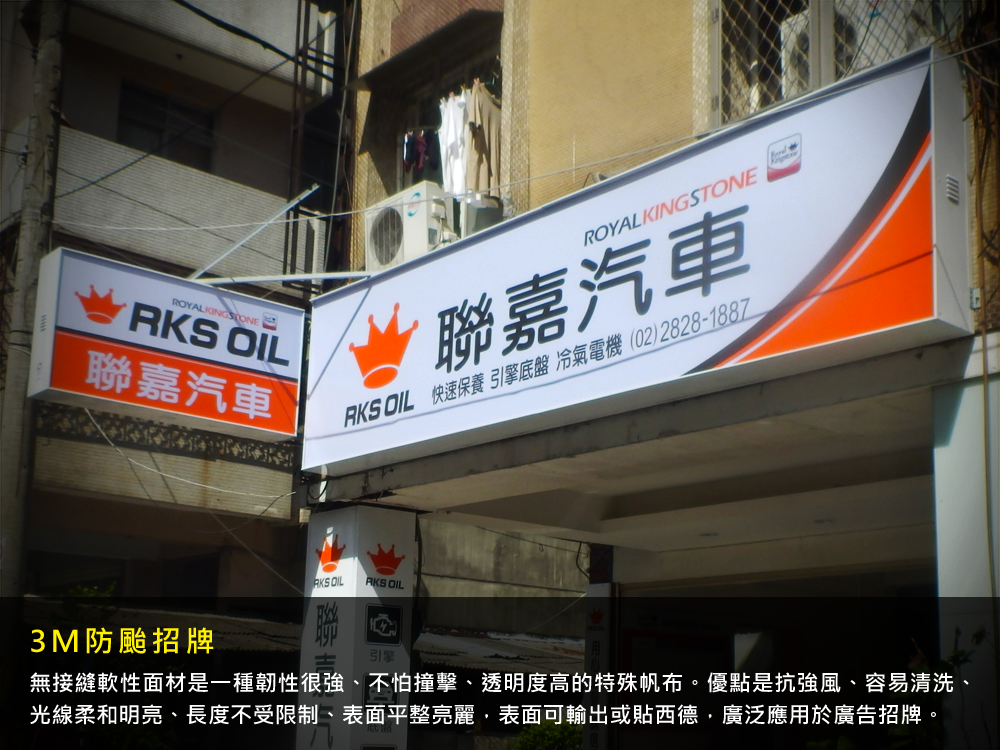 ROYALKINGSTONE
RKS OIL
聯嘉汽車
ROYALKINGSTONE
聯嘉汽車
快速保養 引擎底盤 冷氣電機 (02)2828-1887
RKS OIL
RKS OIL
RKS OIL
聯嘉汽
引擎
3M防颱招牌
無接縫軟性面材是一種韌性很強、不怕撞擊、透明度高的特殊帆布。優點是抗強風、容易清洗、
光線柔和明亮、長度不受限制、表面平整亮麗，表面可輸出或貼西德，廣泛應用於廣告招牌。